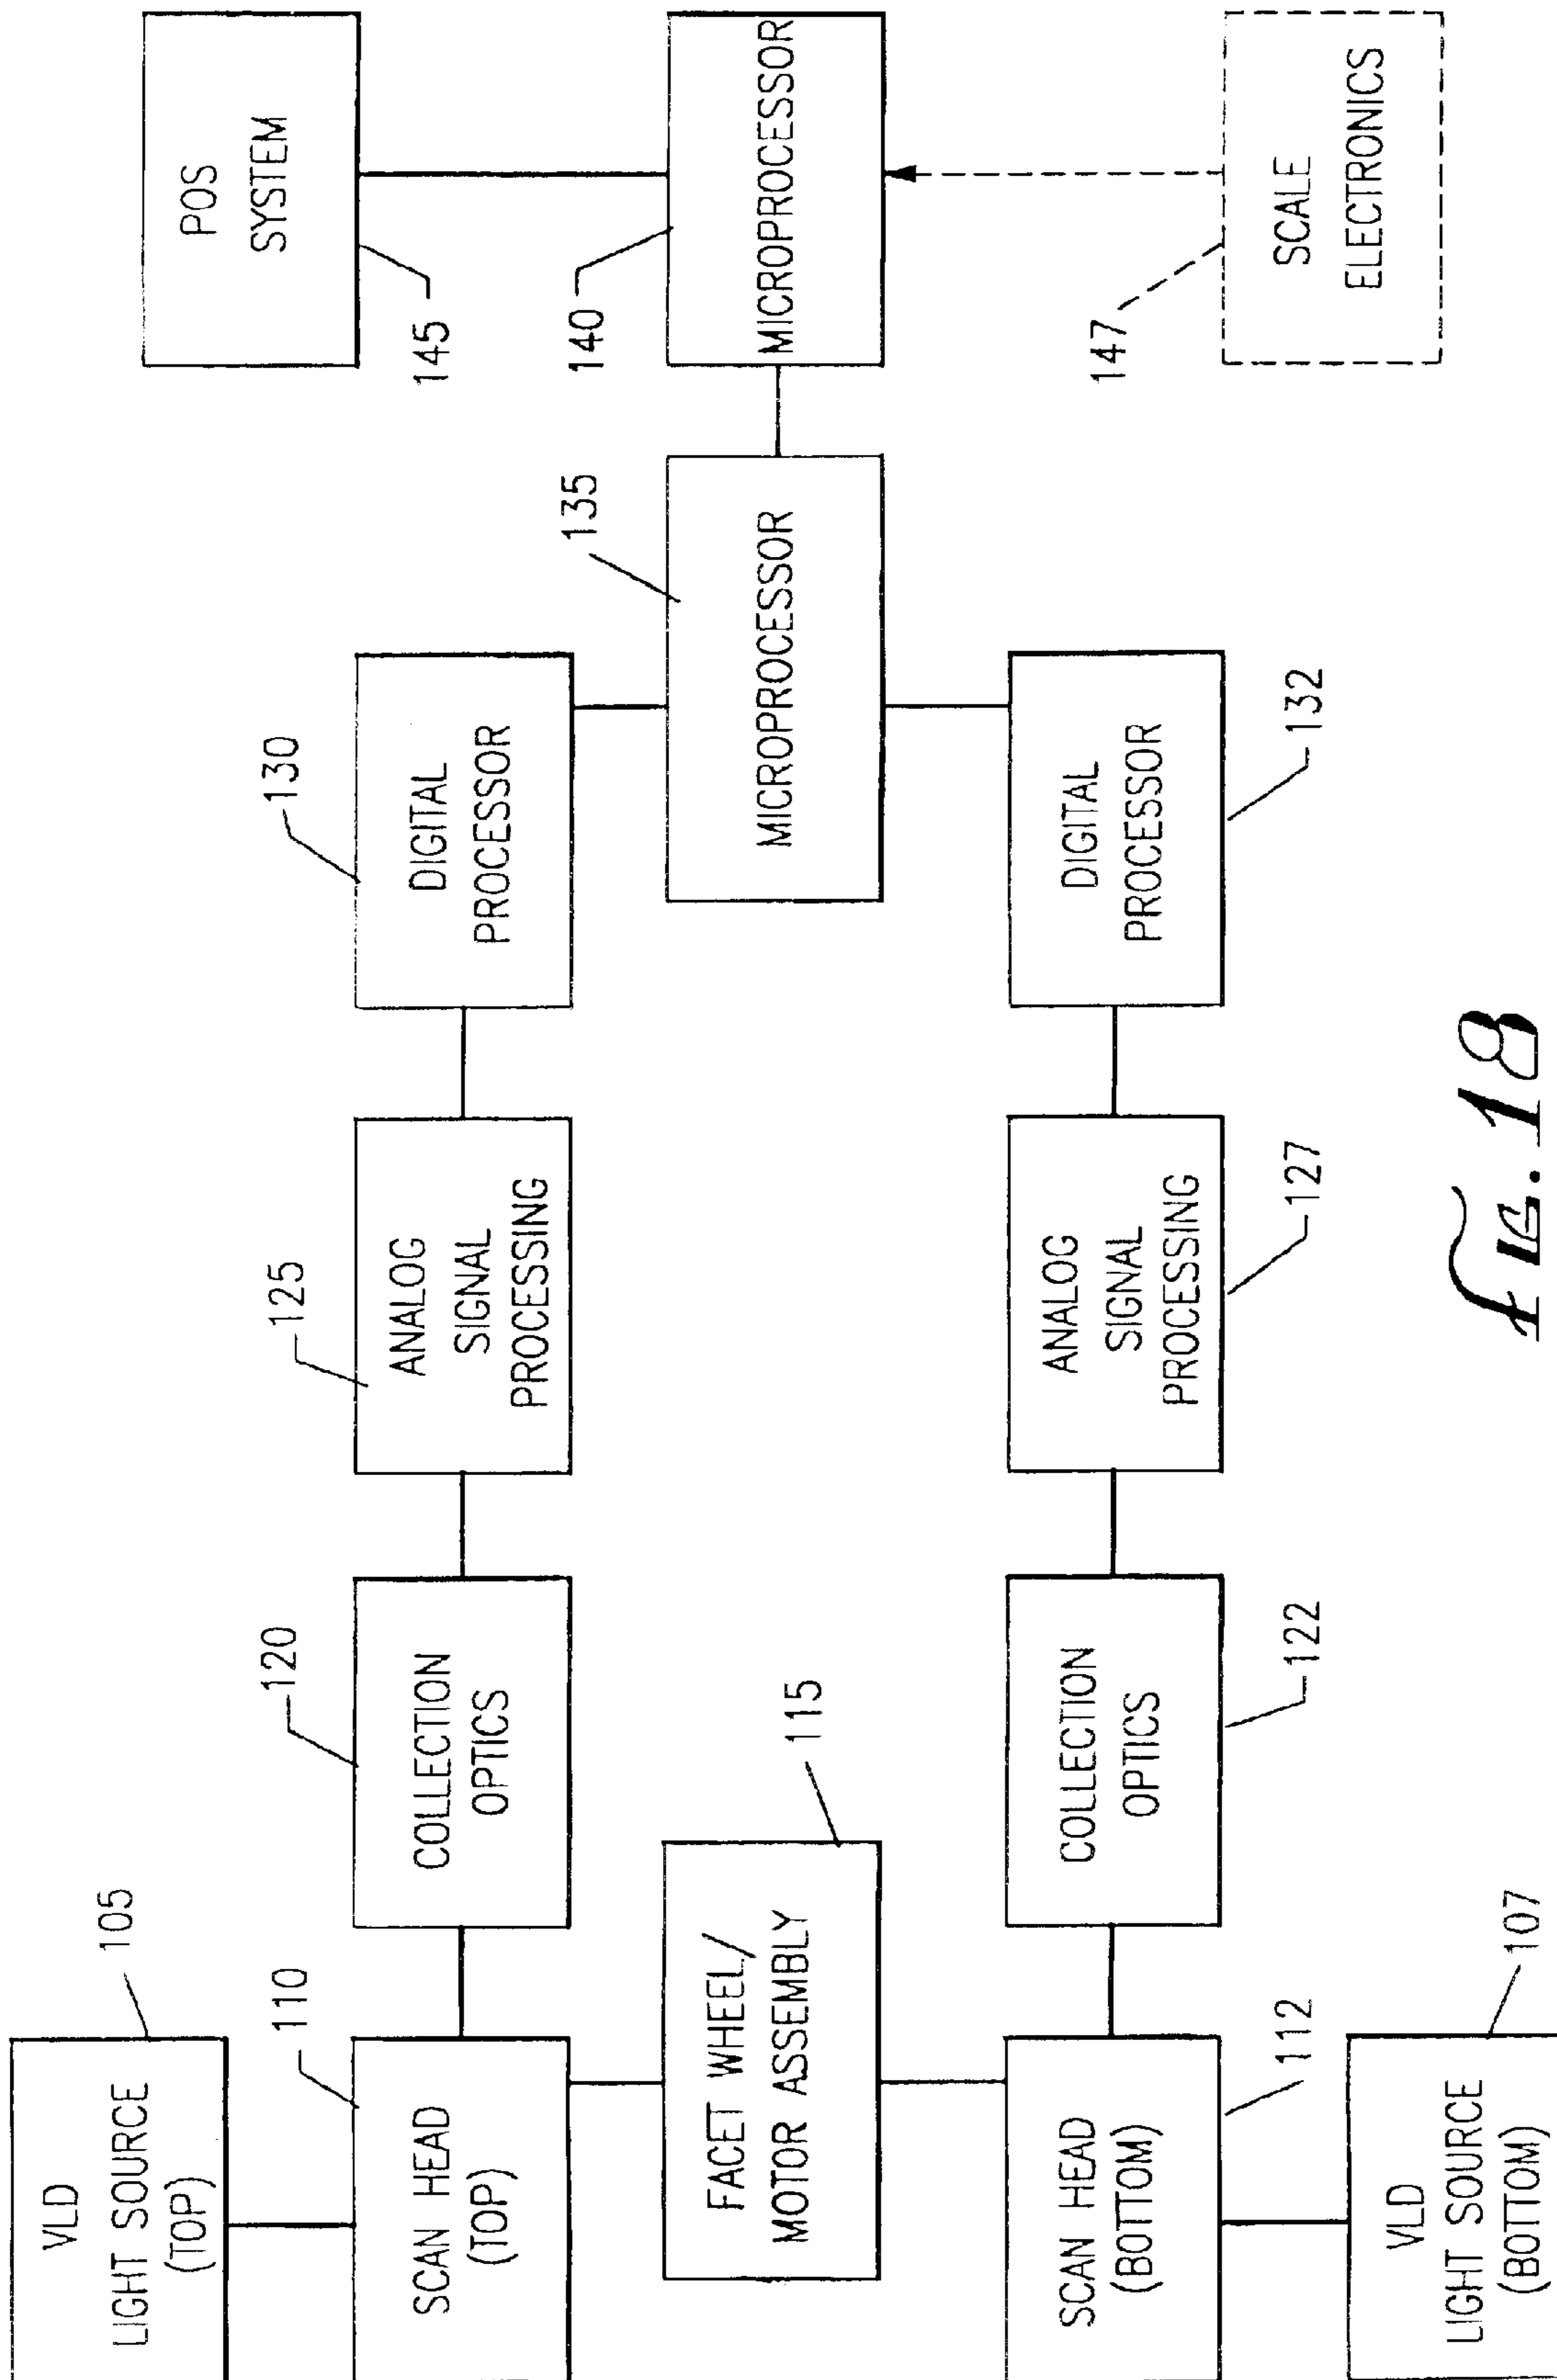 VLD
LIGHT SOURCE
(TOP)
105
110
SCAN HEAD
(TOP)
120
COLLECTION
OPTICS
125
ANALOG
SIGNAL
PROCESSING
130
DIGITAL
PROCESSOR
FACET WHEEL/
MOTOR ASSEMBLY
115
MICROPROCESSOR
135
MICROPROCESSOR
140
POS
SYSTEM
145
SCALE
ELECTRONICS
147
SCAN HEAD
(BOTTOM)
112
COLLECTION
OPTICS
122
ANALOG
SIGNAL
PROCESSING
127
DIGITAL
PROCESSOR
132
VLD
LIGHT SOURCE
(BOTTOM)
107
FIG. 18